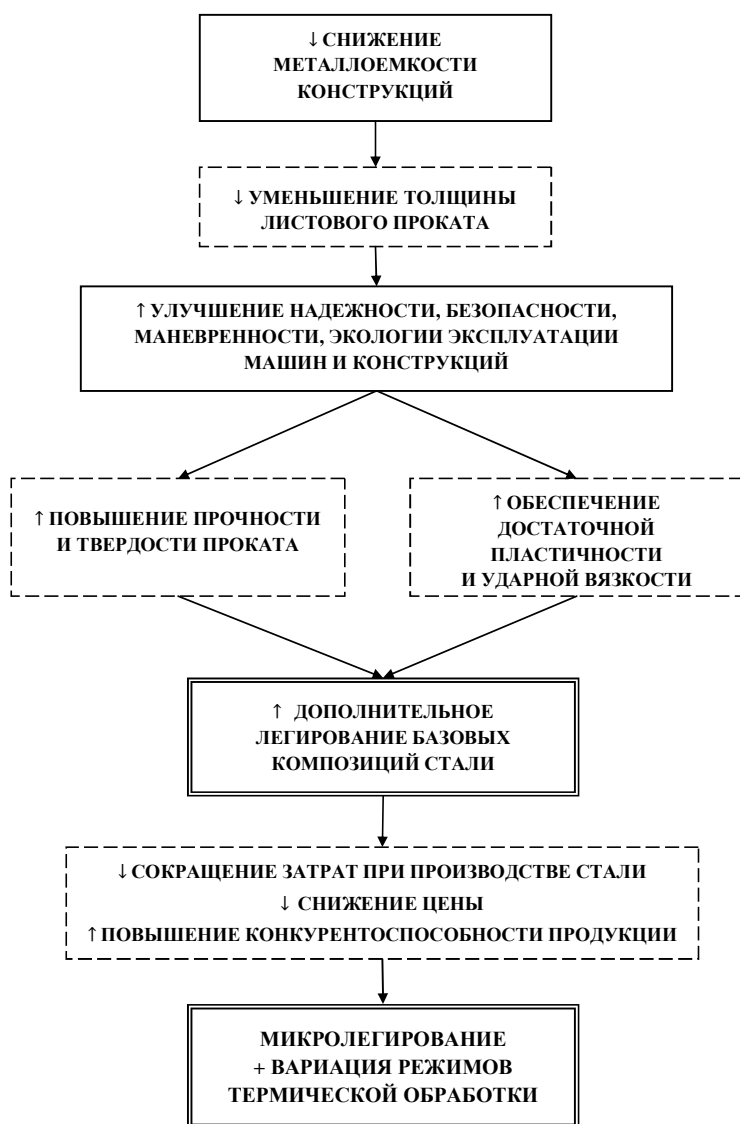 ↓ СНИЖЕНИЕ
МЕТАЛЛОЕМКОСТИ
КОНСТРУКЦИЙ
↓ УМЕНЬШЕНИЕ ТОЛЩИНЫ
ЛИСТОВОГО ПРОКАТА
↑ УЛУЧШЕНИЕ НАДЕЖНОСТИ, БЕЗОПАСНОСТИ,
МАНЕВРЕННОСТИ, ЭКОЛОГИИ ЭКСПЛУАТАЦИИ
МАШИН И КОНСТРУКЦИЙ
↑ ПОВЫШЕНИЕ ПРОЧНОСТИ
И ТВЕРДОСТИ ПРОКАТА
↑ ОБЕСПЕЧЕНИЕ
ДОСТАТОЧНОЙ
ПЛАСТИЧНОСТИ
И УДАРНОЙ ВЯЗКОСТИ
↑ ДОПОЛНИТЕЛЬНОЕ
ЛЕГИРОВАНИЕ БАЗОВЫХ
КОМПОЗИЦИЙ СТАЛИ
↓ СОКРАЩЕНИЕ ЗАТРАТ ПРИ ПРОИЗВОДСТВЕ СТАЛИ
↓ СНИЖЕНИЕ ЦЕНЫ
↑ ПОВЫШЕНИЕ КОНКУРЕНТОСПОСОБНОСТИ ПРОДУКЦИИ
МИКРОЛЕГИРОВАНИЕ
+ ВАРИАЦИЯ РЕЖИМОВ
ТЕРМИЧЕСКОЙ ОБРАБОТКИ